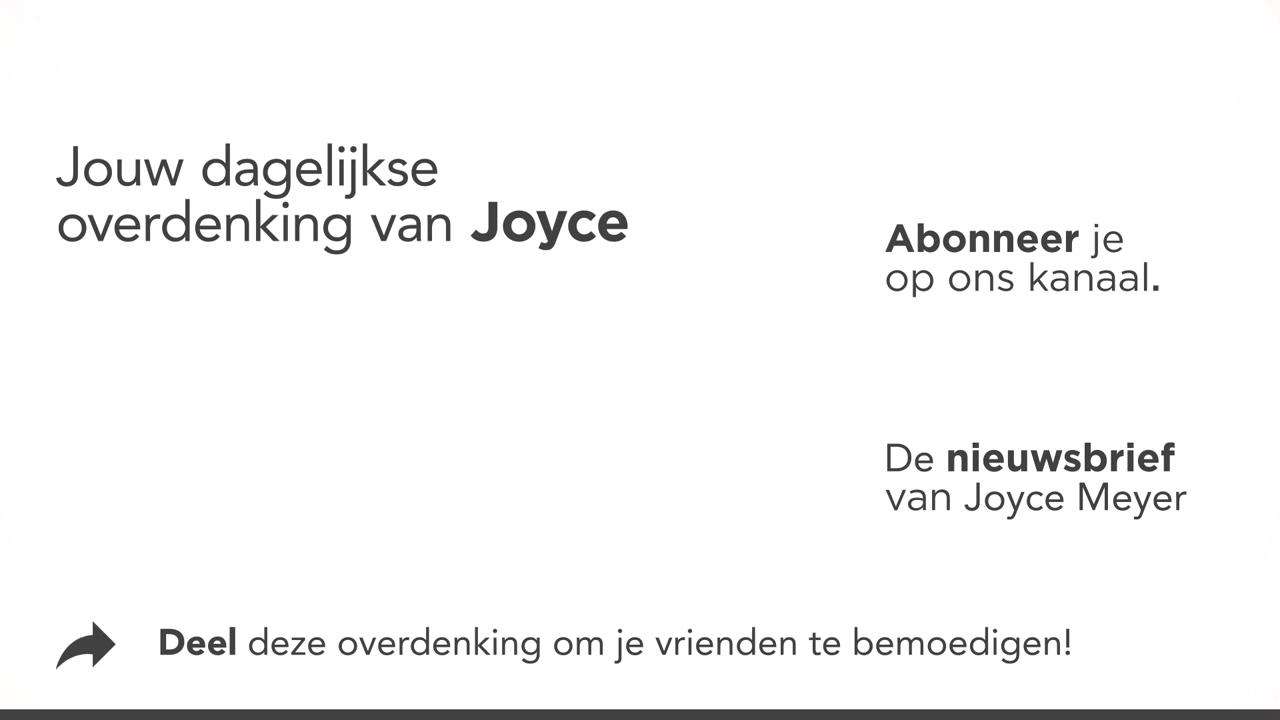 Jouw dagelijkse
overdenking van Joyce
Abonneer je
op ons kanaal.
De nieuwsbrief
van Joyce Meyer
Deel deze overdenking om je vrienden te bemoedigen!